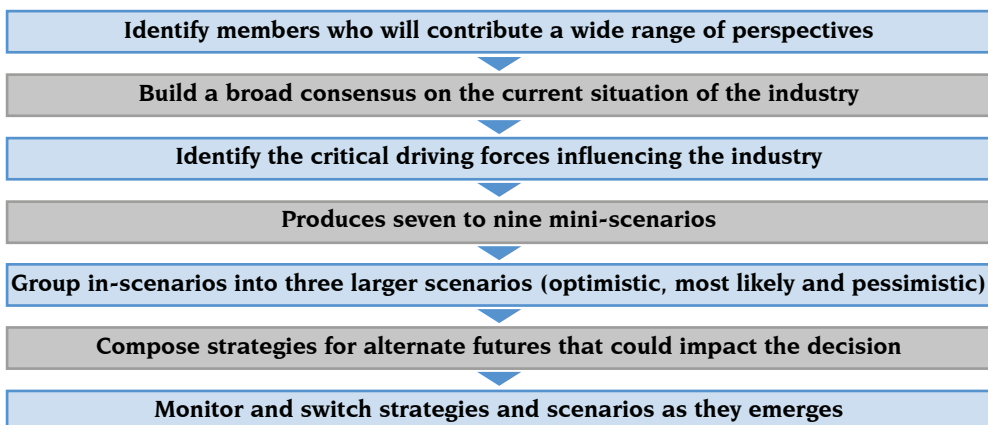 Identify members who will contribute a wide range of perspectives
Build a broad consensus on the current situation of the industry
Identify the critical driving forces influencing the industry
Produces seven to nine mini-scenarios
Group in-scenarios into three larger scenarios (optimistic, most likely and pessimistic)
Compose strategies for alternate futures that could impact the decision
Monitor and switch strategies and scenarios as they emerges